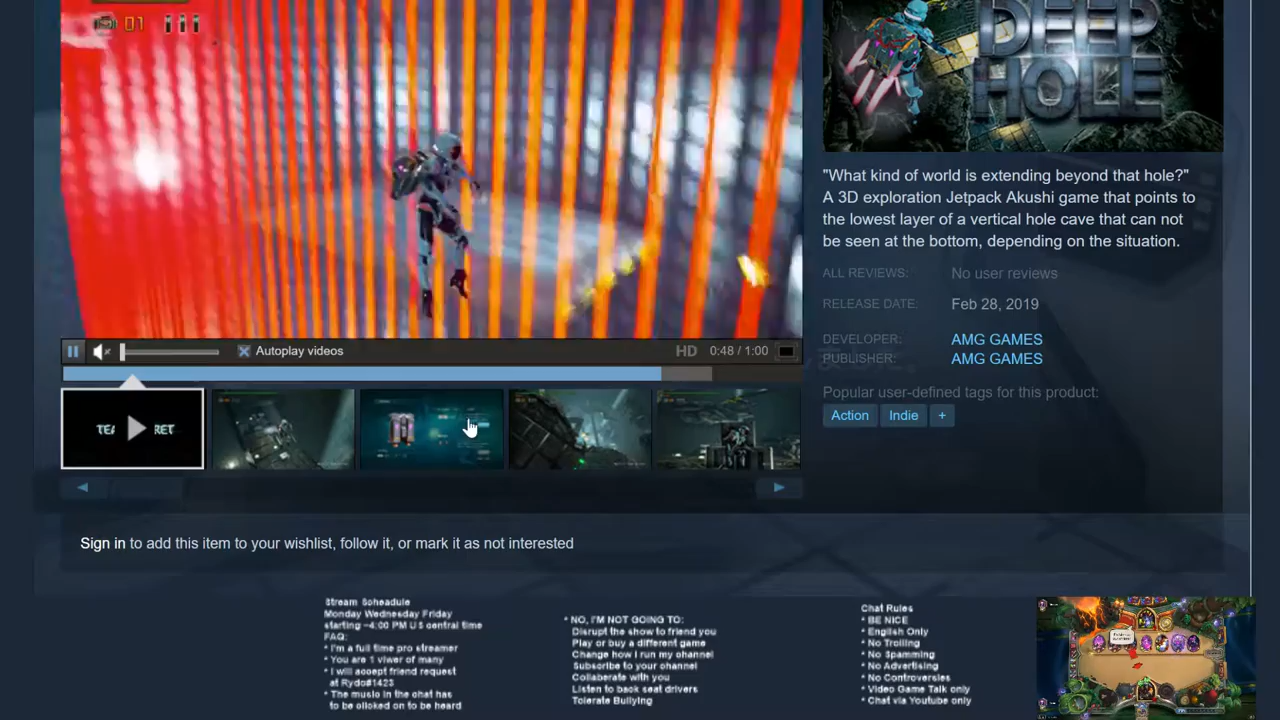 01
DEEP
HOLE
"What kind of world is extending beyond that hole?"
A 3D exploration Jetpack Akushi game that points to
the lowest layer of a vertical hole cave that can not
be seen at the bottom, depending on the situation.
ALL REVIEWS: No user reviews
RELEASE DATE: Feb 28, 2019
DEVELOPER: AMG GAMES
PUBLISHER: AMG GAMES
Popular user-defined tags for this product:
Action Indie +
Autoplay videos HD 0:48 / 1:00
Sign in to add this item to your wishlist, follow it, or mark it as not interested
Stream Scheadule
Monday Wednesday Friday
starting ~4:00 PM US central time
FAQ:
* I'm a full time pro streamer
* You are 1 viwer of many
* I will accept friend request
at Rydo#1423
* The music in the chat has
to be clicked on to be heard
* NO, I'M NOT GOING TO:
Disrupt the show to friend you
Play or buy a different game
Change how I run my channel
Subscribe to your channel
Collaberate with you
Listen to back seat drivers
Tolerate Bullying
Chat Rules
* BE NICE
* English Only
* No Trolling
* No Spamming
* No Advertising
* No Controversies
* Video Game Talk only
* Chat via Youtube only